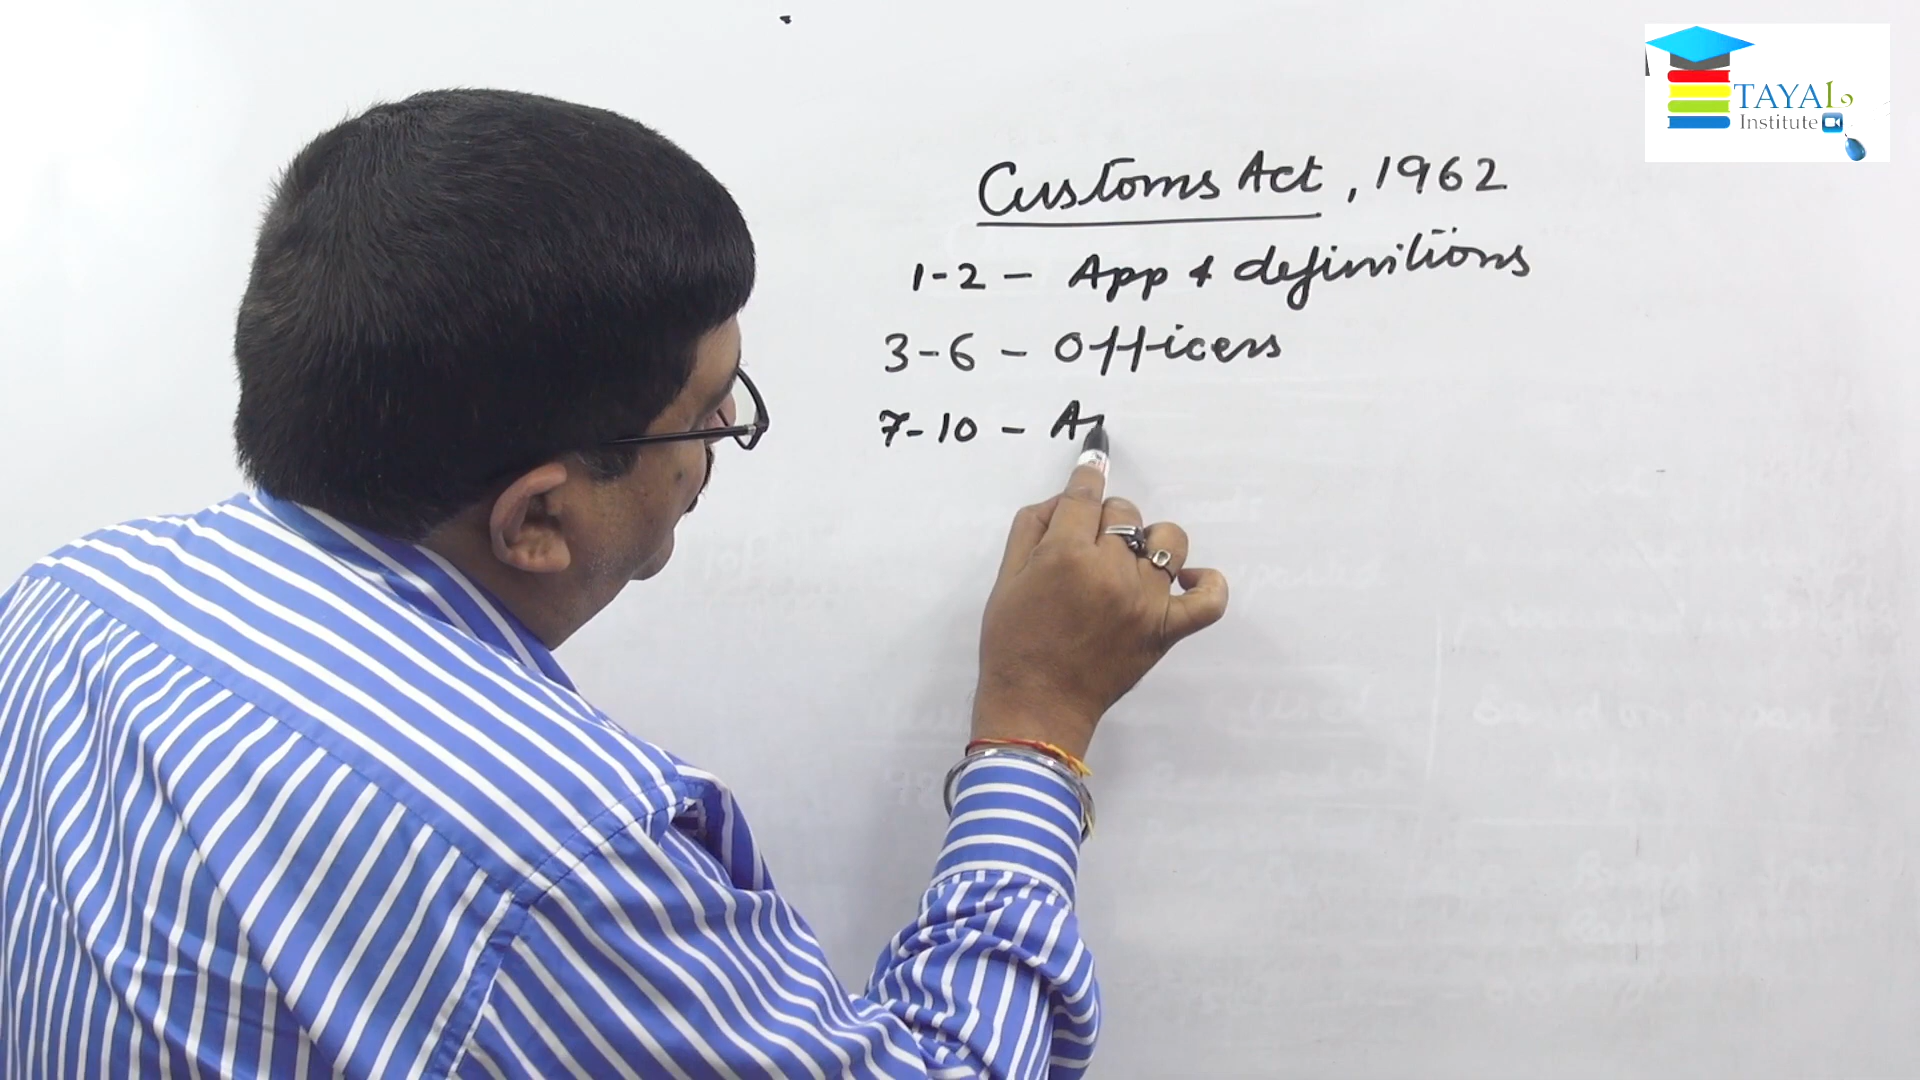 TAYAL
Institute
Customs Act, 1962
1-2 - App & definitions
3-6 - Officers
7-10 - A